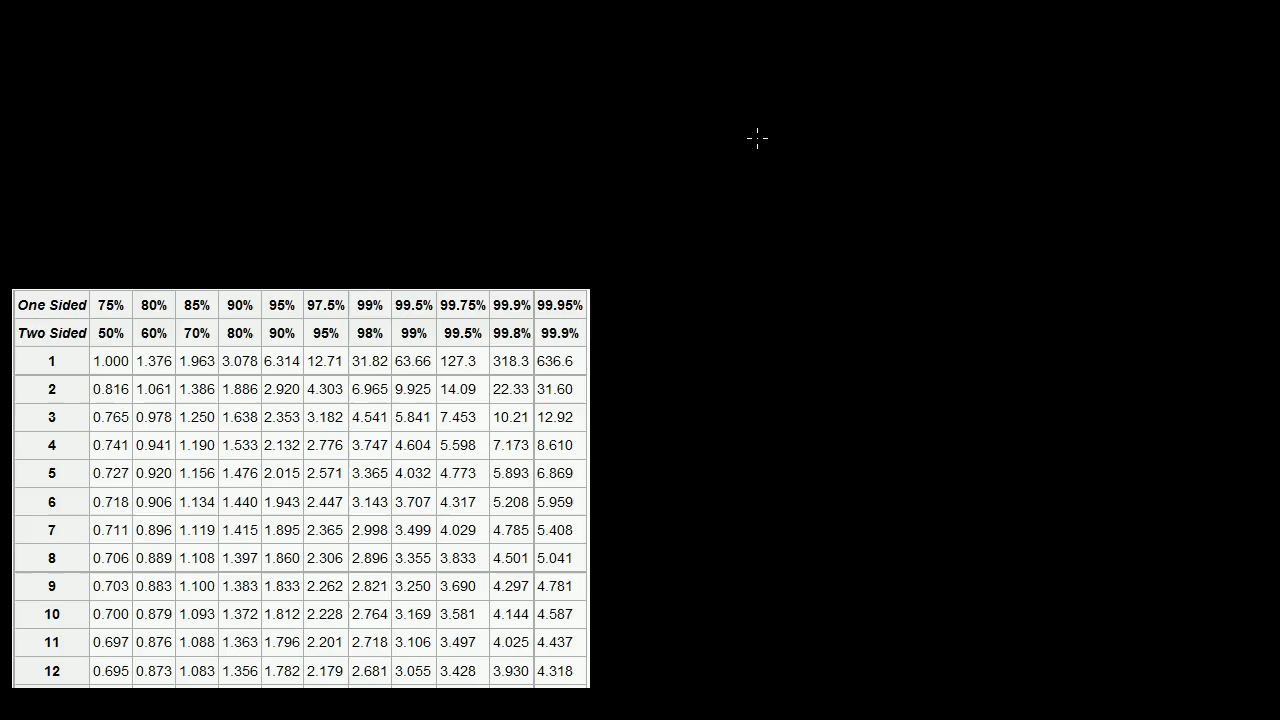 One Sided 75% 80% 85% 90% 95% 97.5% 99% 99.5% 99.75% 99.9% 99.95%
Two Sided 50% 60% 70% 80% 90% 95% 98% 99% 99.5% 99.8% 99.9%
1 1.000 1.376 1.963 3.078 6.314 12.71 31.82 63.66 127.3 318.3 636.6
2 0.816 1.061 1.386 1.886 2.920 4.303 6.965 9.925 14.09 22.33 31.60
3 0.765 0.978 1.250 1.638 2.353 3.182 4.541 5.841 7.453 10.21 12.92
4 0.741 0.941 1.190 1.533 2.132 2.776 3.747 4.604 5.598 7.173 8.610
5 0.727 0.920 1.156 1.476 2.015 2.571 3.365 4.032 4.773 5.893 6.869
6 0.718 0.906 1.134 1.440 1.943 2.447 3.143 3.707 4.317 5.208 5.959
7 0.711 0.896 1.119 1.415 1.895 2.365 2.998 3.499 4.029 4.785 5.408
8 0.706 0.889 1.108 1.397 1.860 2.306 2.896 3.355 3.833 4.501 5.041
9 0.703 0.883 1.100 1.383 1.833 2.262 2.821 3.250 3.690 4.297 4.781
10 0.700 0.879 1.093 1.372 1.812 2.228 2.764 3.169 3.581 4.144 4.587
11 0.697 0.876 1.088 1.363 1.796 2.201 2.718 3.106 3.497 4.025 4.437
12 0.695 0.873 1.083 1.356 1.782 2.179 2.681 3.055 3.428 3.930 4.318